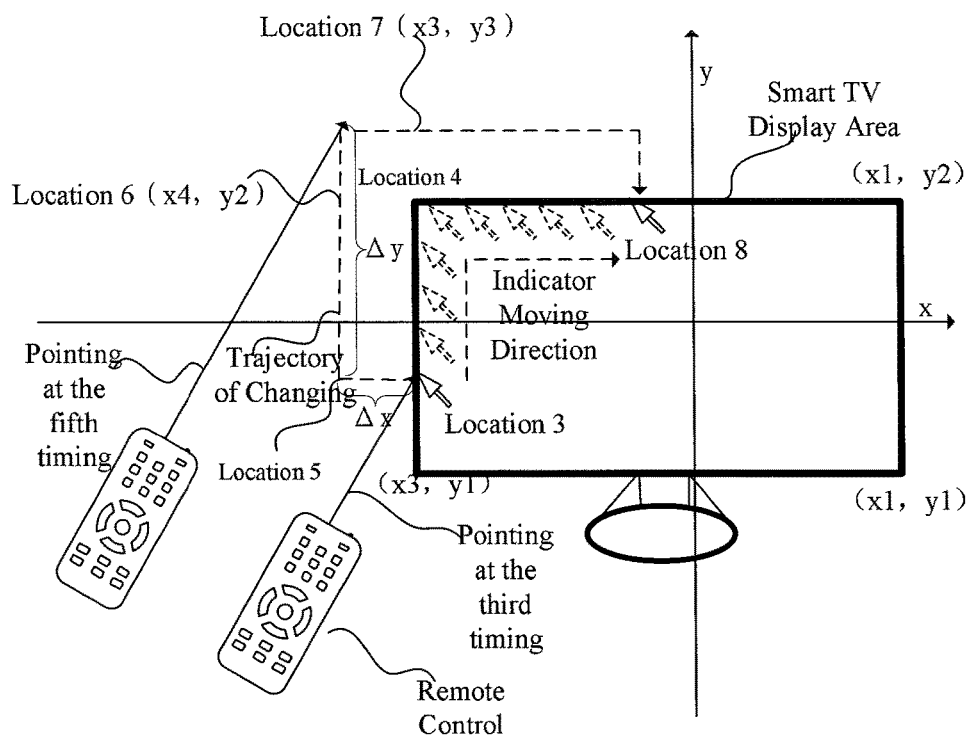 Location 7 (x3, y3)
y
Smart TV
Display Area
Location 4
Location 6 (x4, y2)
(x1, y2)
Δ y
Location 8
Indicator
Moving
Direction
x
Pointing
at the
fifth
timing
Trajectory
of Changing
Δ x
Location 3
Location 5
(x3, y1)
(x1, y1)
Pointing
at the
third
timing
Remote
Control